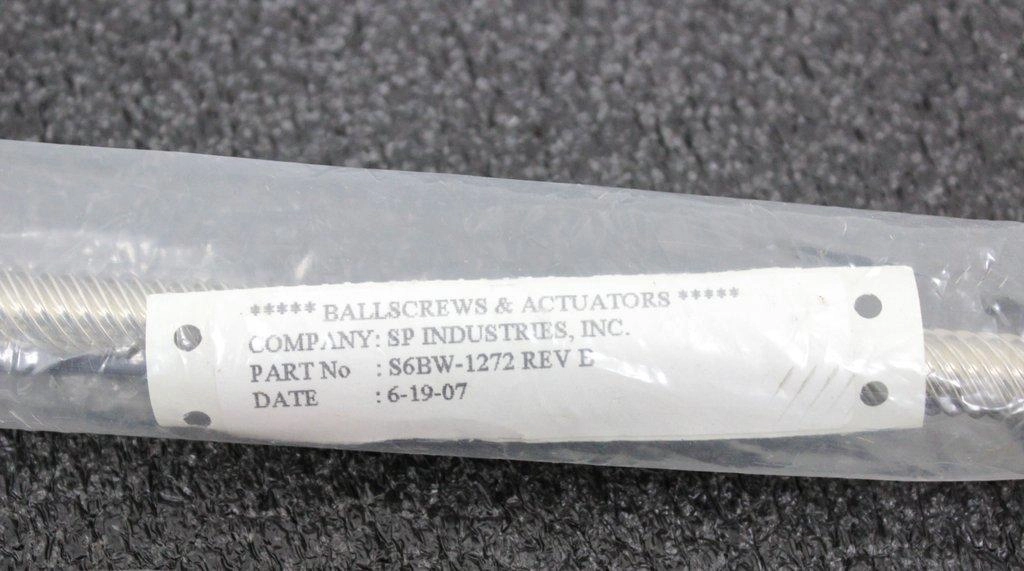 ***** BALLSCREWS & ACTUATORS *****
COMPANY: SP INDUSTRIES, INC.
PART No : S6BW-1272 REV E
DATE : 6-19-07